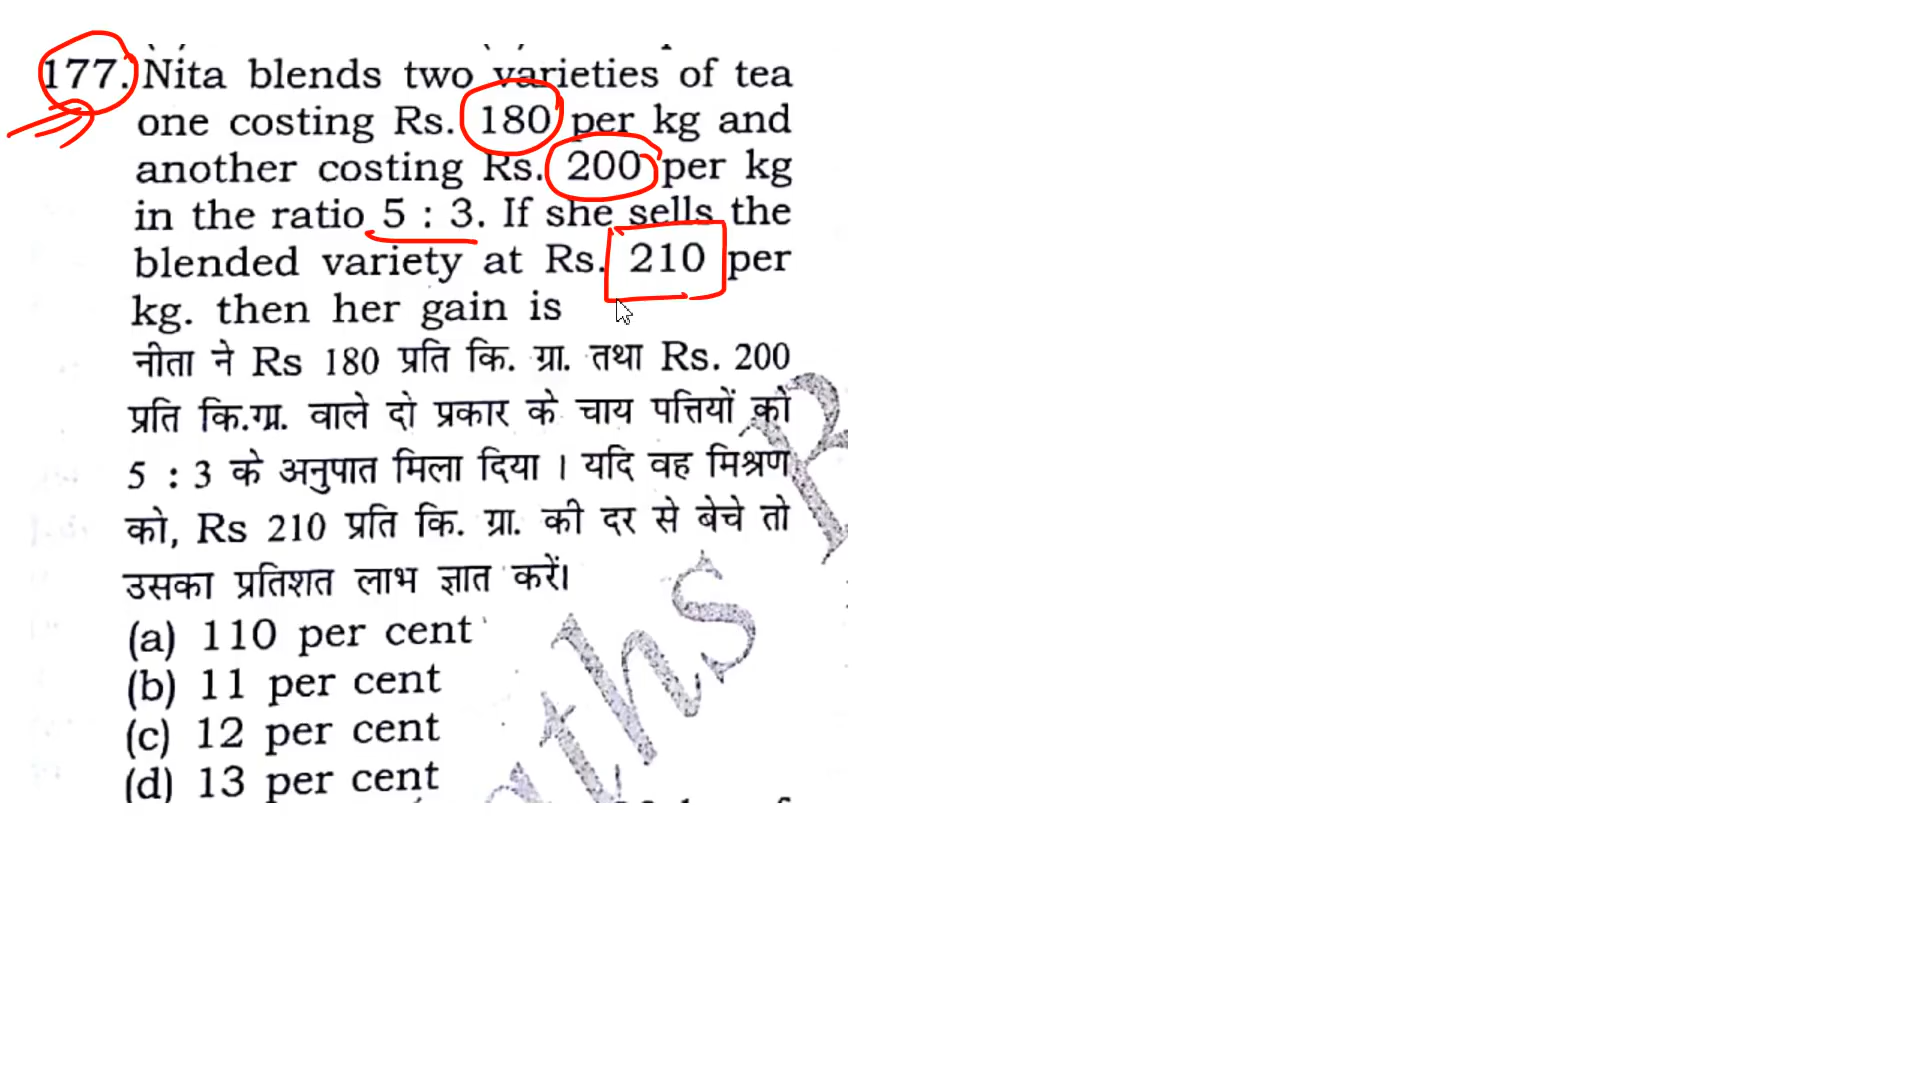 177. Nita blends two varieties of tea
one costing Rs. 180 per kg and
another costing Rs. 200 per kg
in the ratio 5 : 3. If she sells the
blended variety at Rs. 210 per
kg. then her gain is
नीता ने Rs 180 प्रति कि. ग्रा. तथा Rs. 200
प्रति कि.ग्रा. वाले दो प्रकार के चाय पत्तियों को
5 : 3 के अनुपात मिला दिया । यदि वह मिश्रण
को, Rs 210 प्रति कि. ग्रा. की दर से बेचे तो
उसका प्रतिशत लाभ ज्ञात करें।
(a) 110 per cent
(b) 11 per cent
(c) 12 per cent
(d) 13 per cent